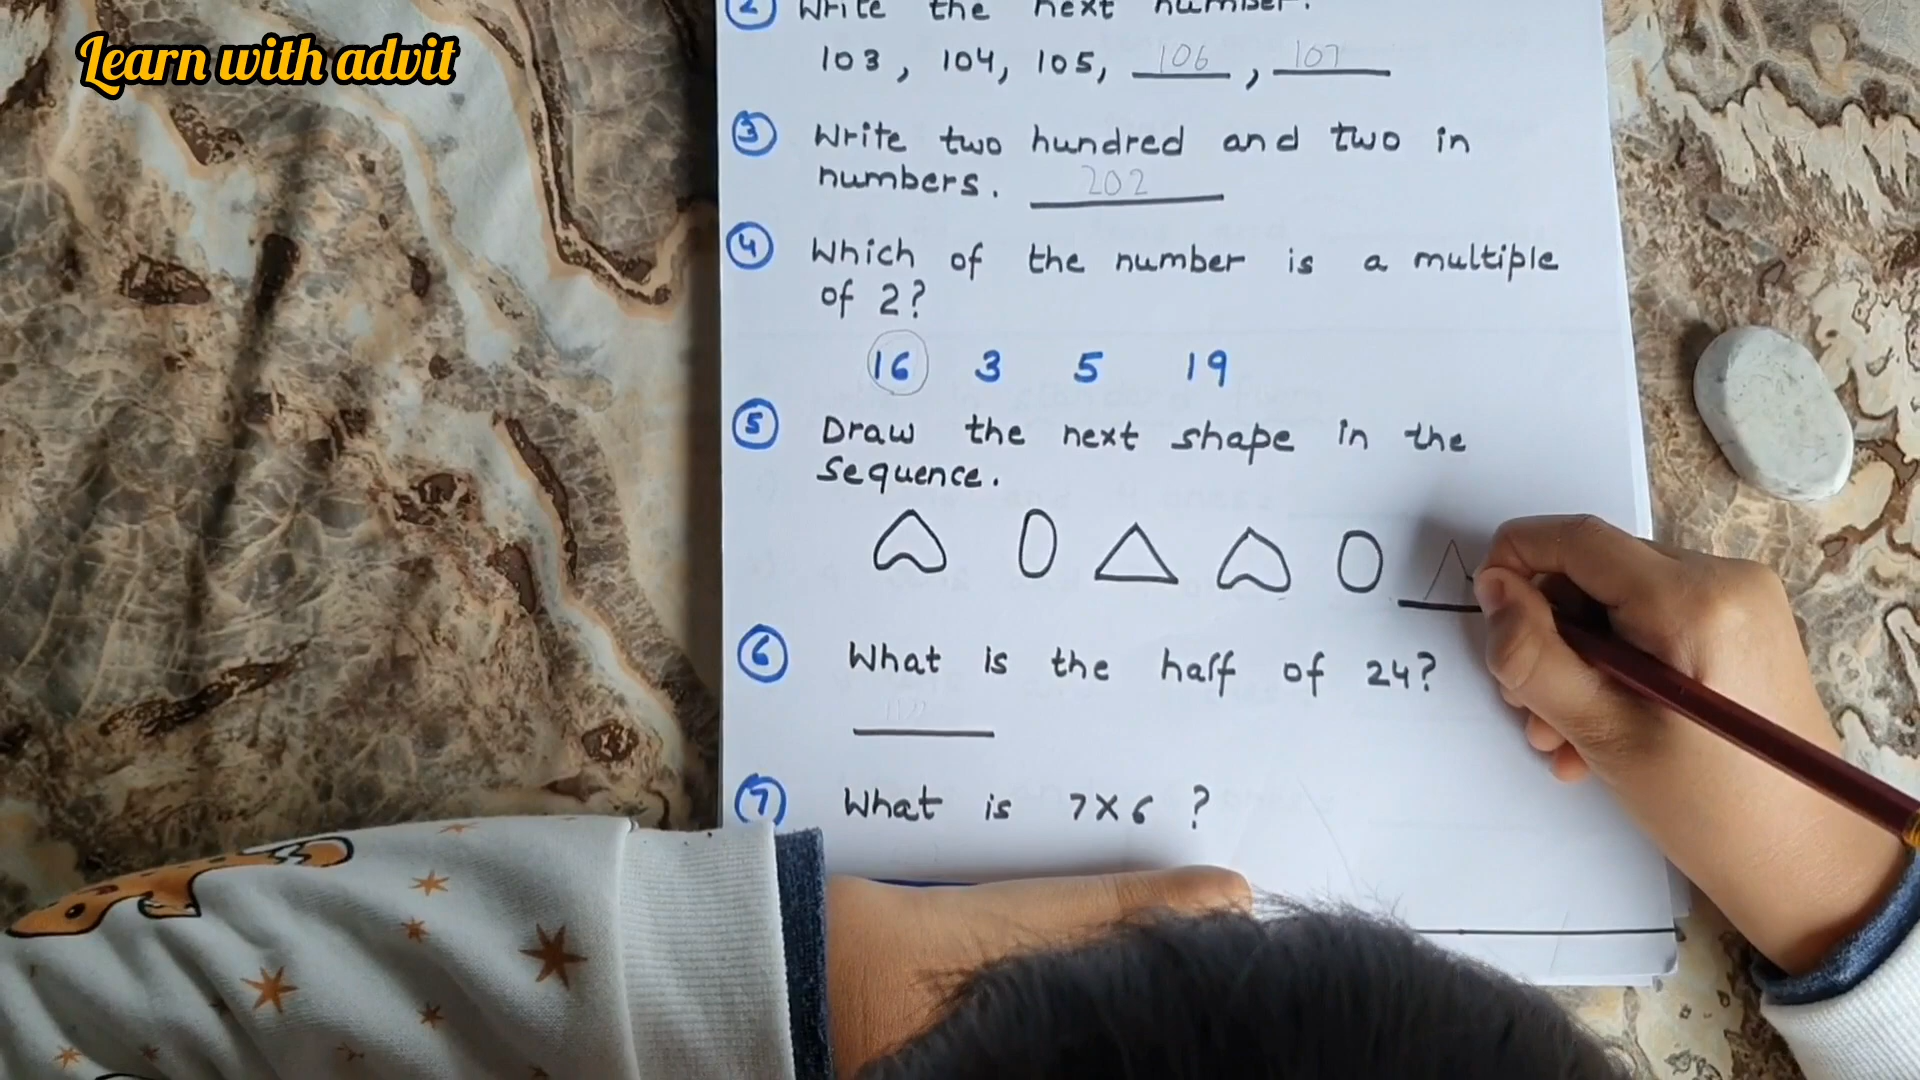 Learn with advit
2 Write the next number.
103, 104, 105, 106, 107
3 Write two hundred and two in
numbers. 202
4 Which of the number is a multiple
of 2?
16 3 5 19
5 Draw the next shape in the
sequence.
6 What is the half of 24?
7 What is 7x6 ?